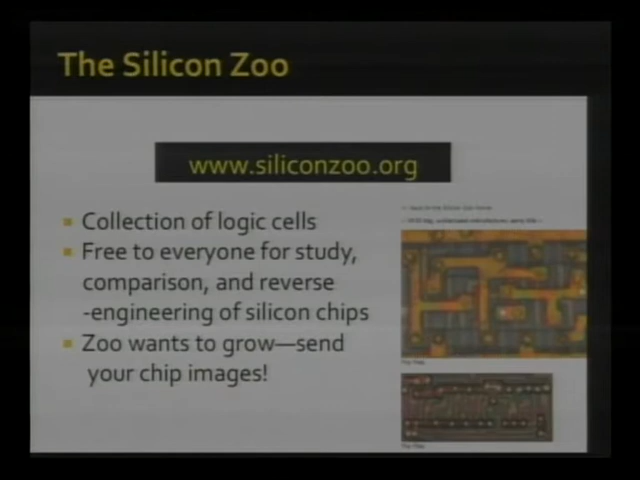 The Silicon Zoo
www.siliconzoo.org
Collection of logic cells
Free to everyone for study,
comparison, and reverse
-engineering of silicon chips
Zoo wants to grow—send
your chip images!